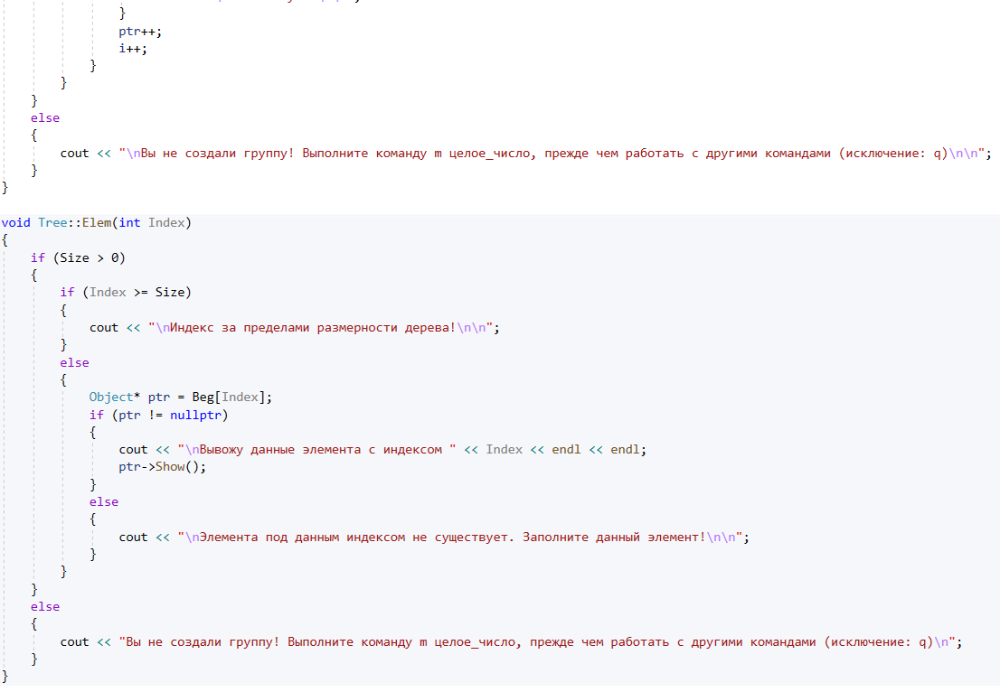 }
ptr++;
i++;
}
}
}
else
{
cout << "\nВы не создали группу! Выполните команду m целое_число, прежде чем работать с другими командами (исключение: q)\n\n";
}
}
void Tree::Elem(int Index)
{
if (Size > 0)
{
if (Index >= Size)
{
cout << "\nИндекс за пределами размерности дерева!\n\n";
}
else
{
Object* ptr = Beg[Index];
if (ptr != nullptr)
{
cout << "\nВывожу данные элемента с индексом " << Index << endl << endl;
ptr->Show();
}
else
{
cout << "\nЭлемента под данным индексом не существует. Заполните данный элемент!\n\n";
}
}
}
else
{
cout << "Вы не создали группу! Выполните команду m целое_число, прежде чем работать с другими командами (исключение: q)\n";
}
}